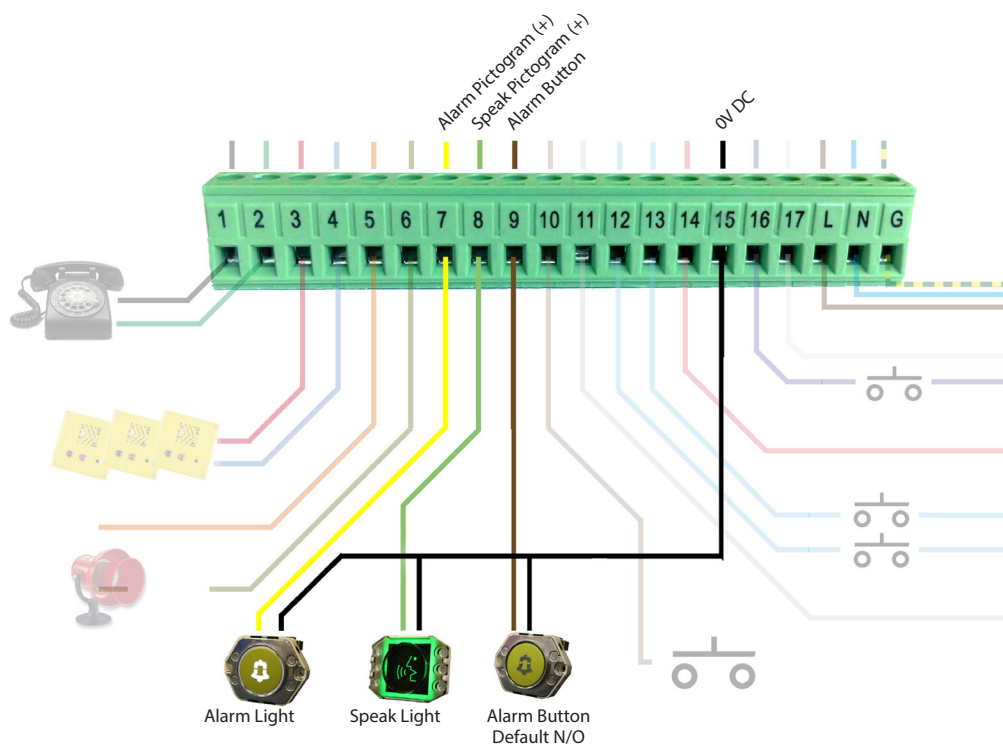 Alarm Pictogram (+)
Speak Pictogram (+)
Alarm Button
0V DC
1 2 3 4 5 6 7 8 9 10 11 12 13 14 15 16 17 L N G
Alarm Light
Speak Light
Alarm Button
Default N/O